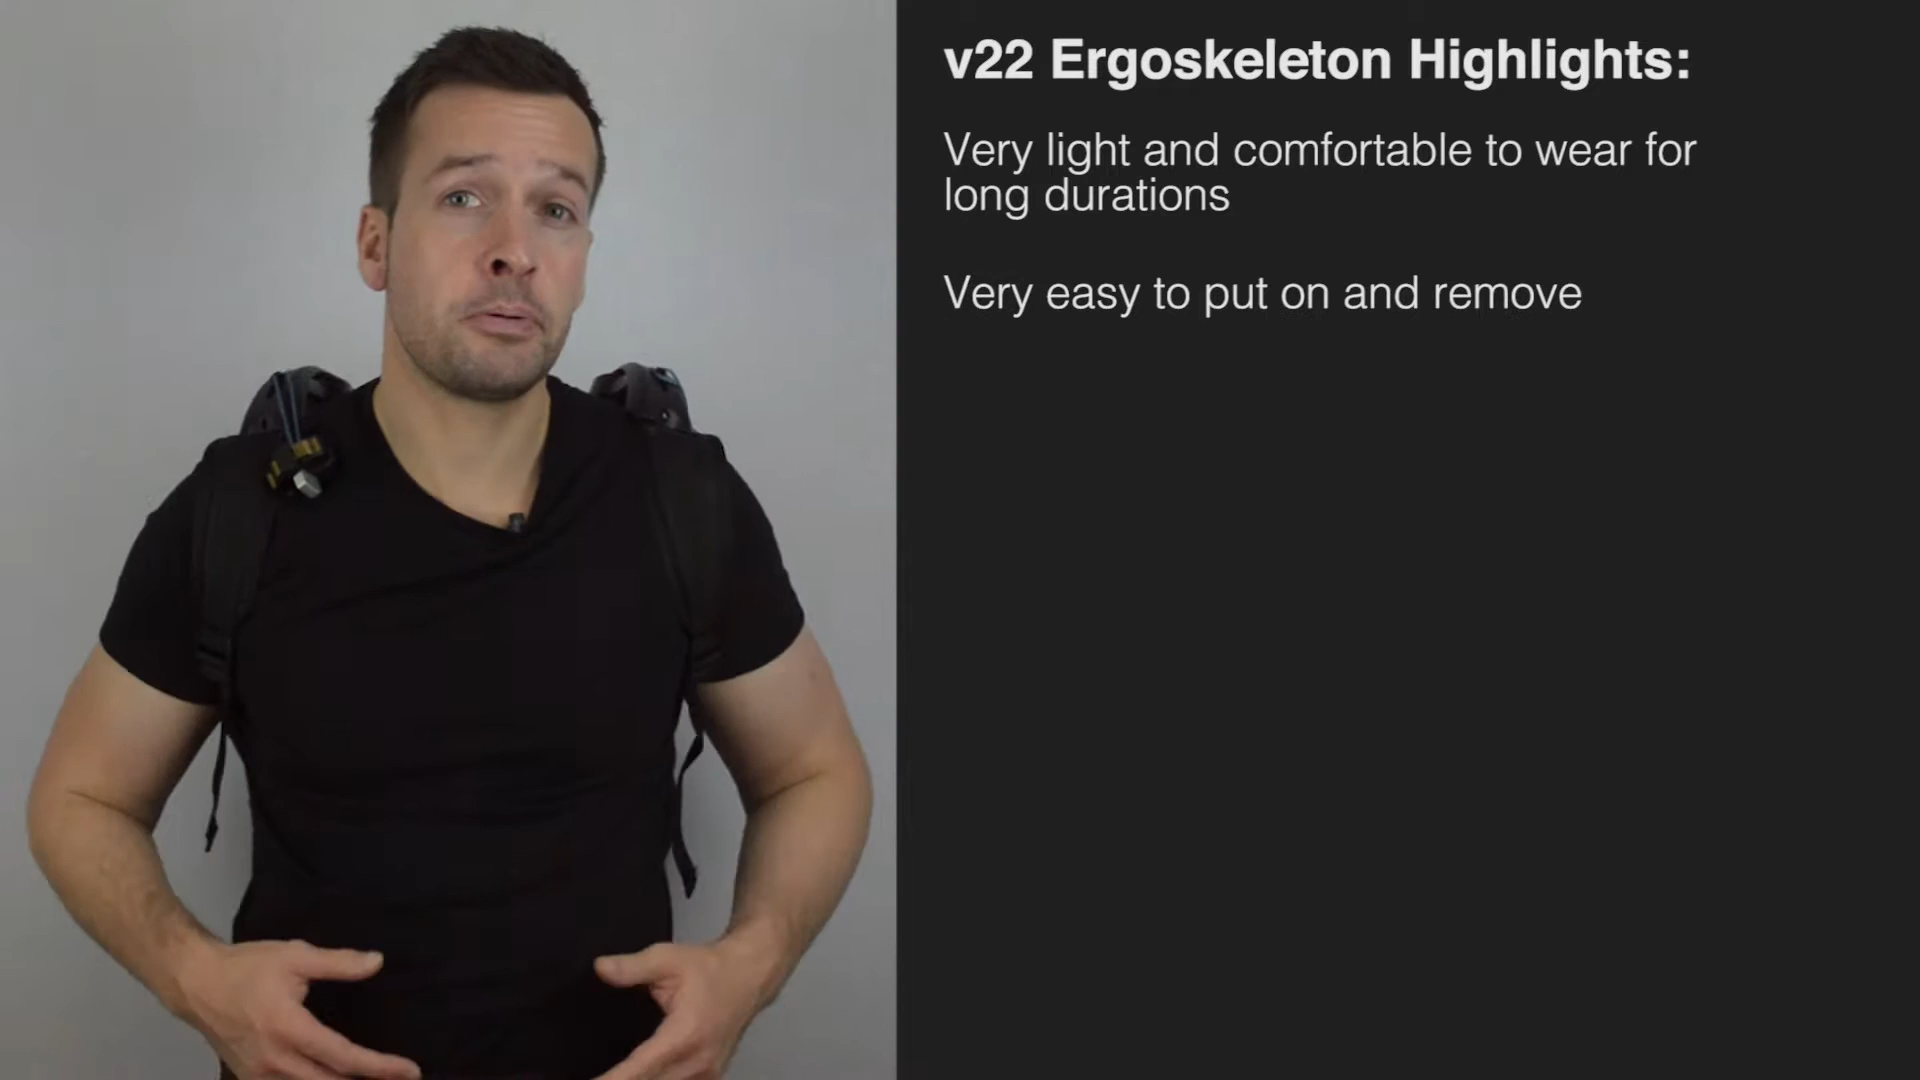 v22 Ergoskeleton Highlights:
Very light and comfortable to wear for
long durations
Very easy to put on and remove